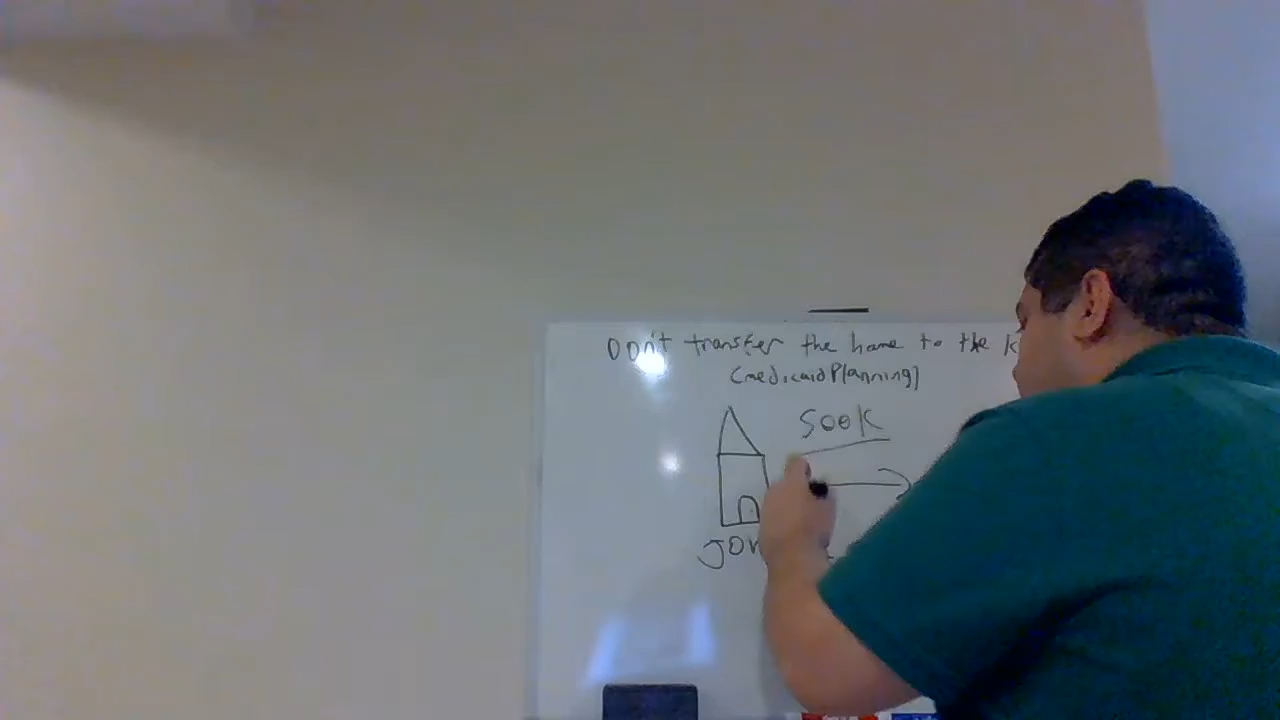 Don't transfer the home to the
(medicaid Planning)
500K